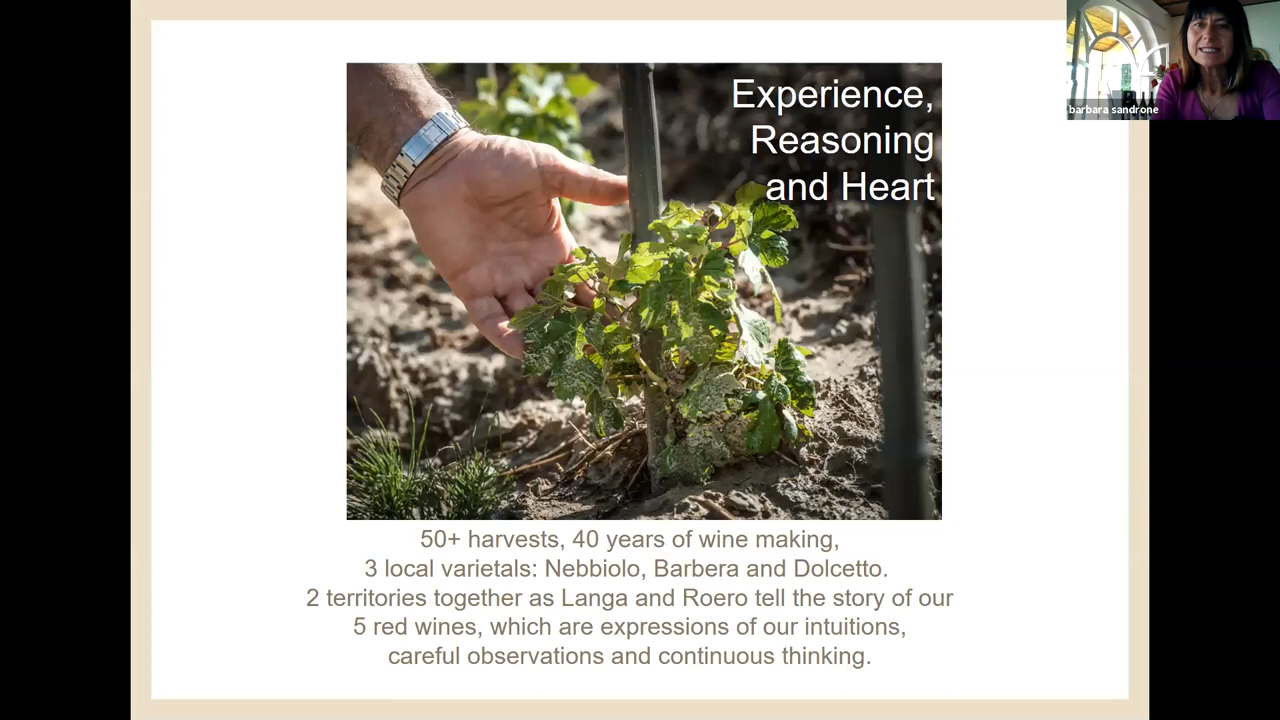 Experience,
Reasoning
and Heart
barbara sandrone
50+ harvests, 40 years of wine making,
3 local varietals: Nebbiolo, Barbera and Dolcetto.
2 territories together as Langa and Roero tell the story of our
5 red wines, which are expressions of our intuitions,
careful observations and continuous thinking.